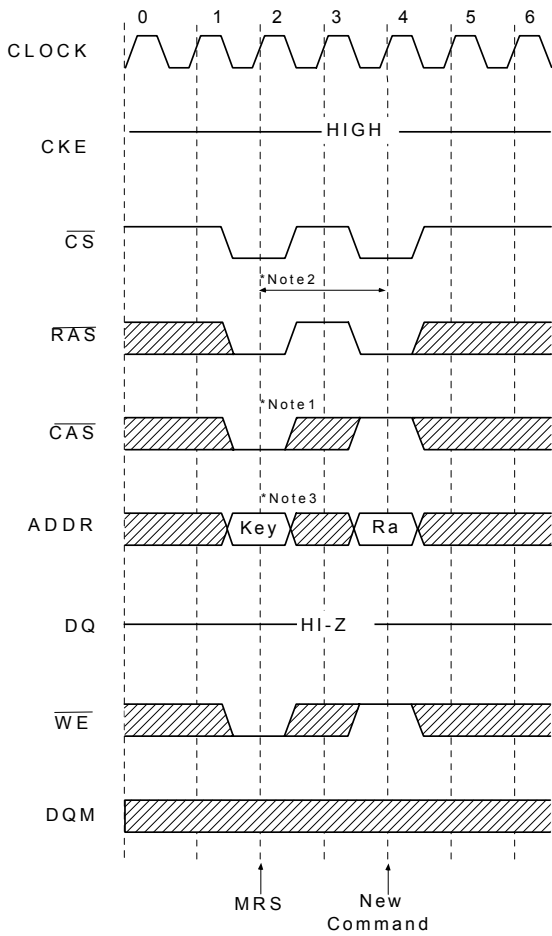 0 1 2 3 4 5 6
CLOCK
CKE
HIGH
CS
*Note2
RAS
*Note1
CAS
*Note3
ADDR
Key
Ra
DQ
HI-Z
WE
DQM
MRS
New
Command